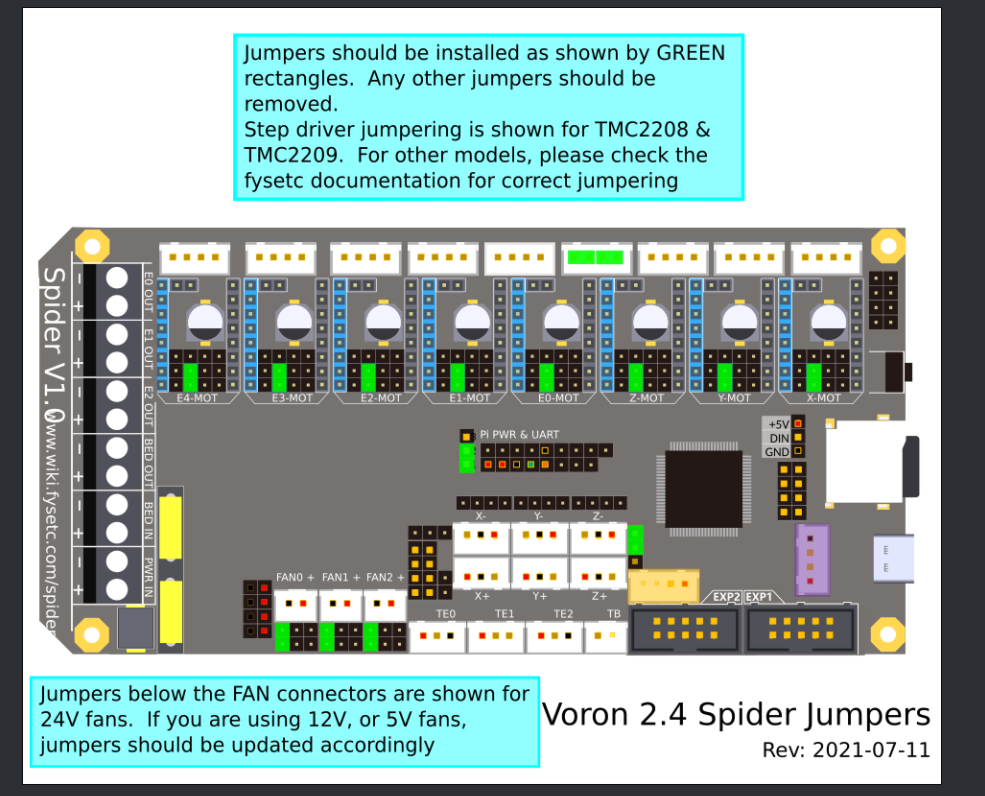 Jumpers should be installed as shown by GREEN
rectangles.  Any other jumpers should be
removed.
Step driver jumpering is shown for TMC2208 &
TMC2209.  For other models, please check the
fysetc documentation for correct jumpering
Spider V1.0
www.wiki.fysetc.com/spider
- + E0 OUT
- + E1 OUT
- + E2 OUT
- + BED OUT
- + BED IN
- + PWR IN
E4-MOT E3-MOT E2-MOT E1-MOT E0-MOT Z-MOT Y-MOT X-MOT
Pi PWR & UART
+5V
DIN
GND
X- Y- Z-
X+ Y+ Z+
FAN0 + FAN1 + FAN2 +
EXP2 EXP1
TE0 TE1 TE2 TB
Jumpers below the FAN connectors are shown for
24V fans.  If you are using 12V, or 5V fans,
jumpers should be updated accordingly
Voron 2.4 Spider Jumpers
Rev: 2021-07-11